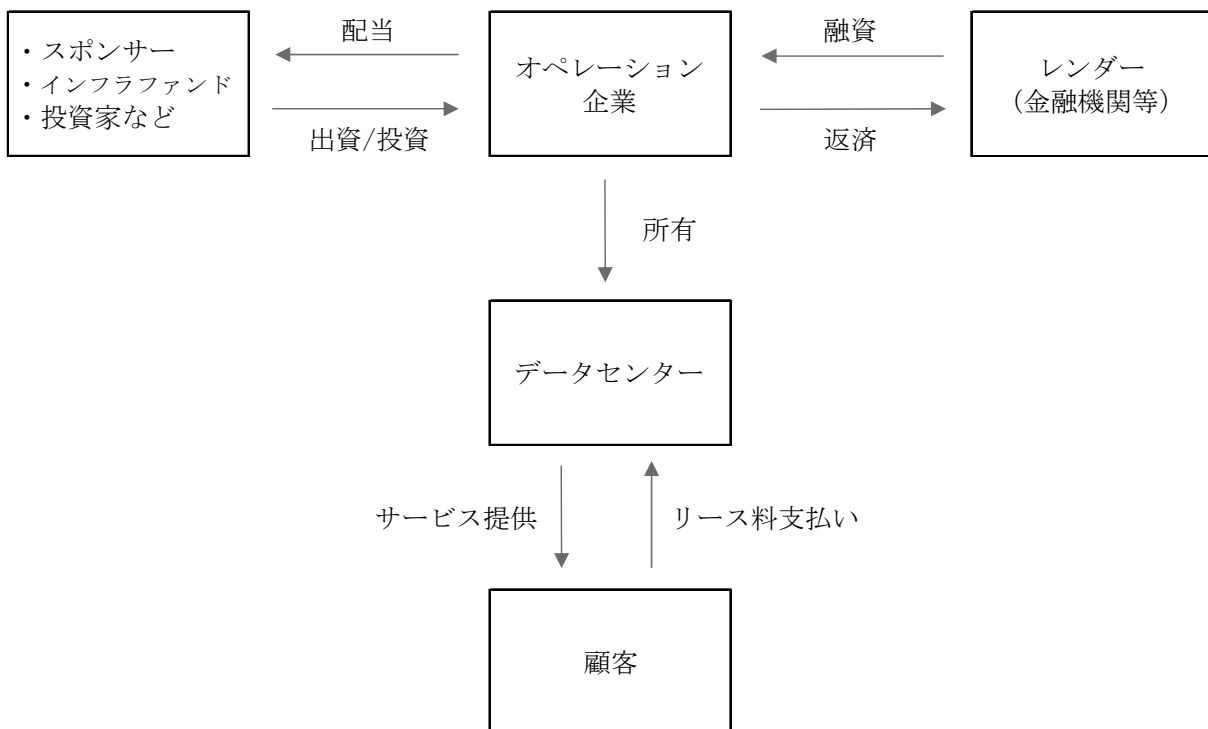 ・スポンサー
・インフラファンド
・投資家など
配当
出資/投資
オペレーション
企業
融資
返済
レンダー
(金融機関等)
所有
データセンター
サービス提供
リース料支払い
顧客